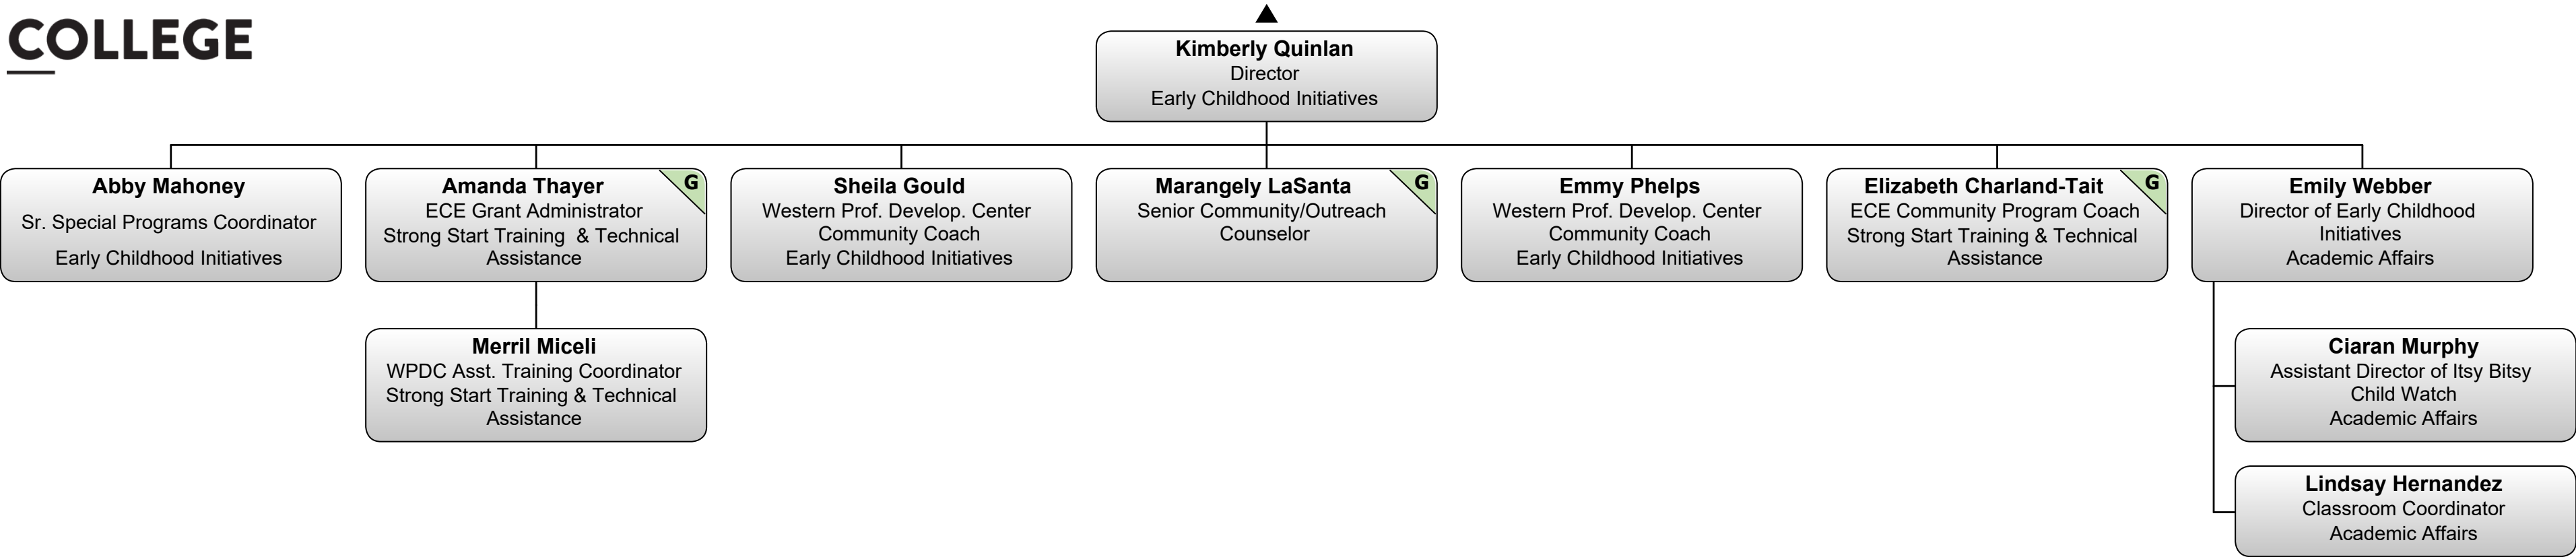 COLLEGE
Kimberly Quinlan
Director
Early Childhood Initiatives
Abby Mahoney
Sr. Special Programs Coordinator
Early Childhood Initiatives
Amanda Thayer
G
ECE Grant Administrator
Strong Start Training & Technical
Assistance
Sheila Gould
Western Prof. Develop. Center
Community Coach
Early Childhood Initiatives
Marangely LaSanta
G
Senior Community/Outreach
Counselor
Emmy Phelps
Western Prof. Develop. Center
Community Coach
Early Childhood Initiatives
Elizabeth Charland-Tait
G
ECE Community Program Coach
Strong Start Training & Technical
Assistance
Emily Webber
Director of Early Childhood
Initiatives
Academic Affairs
Merril Miceli
WPDC Asst. Training Coordinator
Strong Start Training & Technical
Assistance
Ciaran Murphy
Assistant Director of Itsy Bitsy
Child Watch
Academic Affairs
Lindsay Hernandez
Classroom Coordinator
Academic Affairs